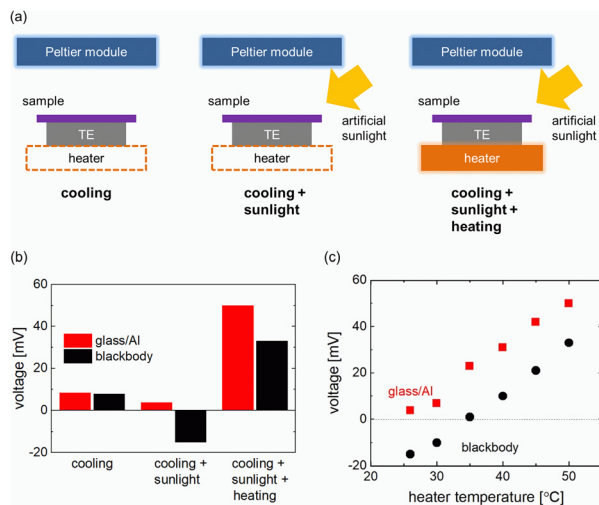 (a)
Peltier module
Peltier module
Peltier module
sample
sample
sample
artificial
sunlight
artificial
sunlight
TE
TE
TE
heater
heater
heater
cooling
cooling +
sunlight
cooling +
sunlight +
heating
(b)
60
40
20
0
-20
voltage [mV]
glass/Al
blackbody
cooling
cooling +
sunlight
cooling +
sunlight +
heating
(c)
60
40
20
0
-20
voltage [mV]
glass/Al
blackbody
30
35
40
45
50
heater temperature [°C]